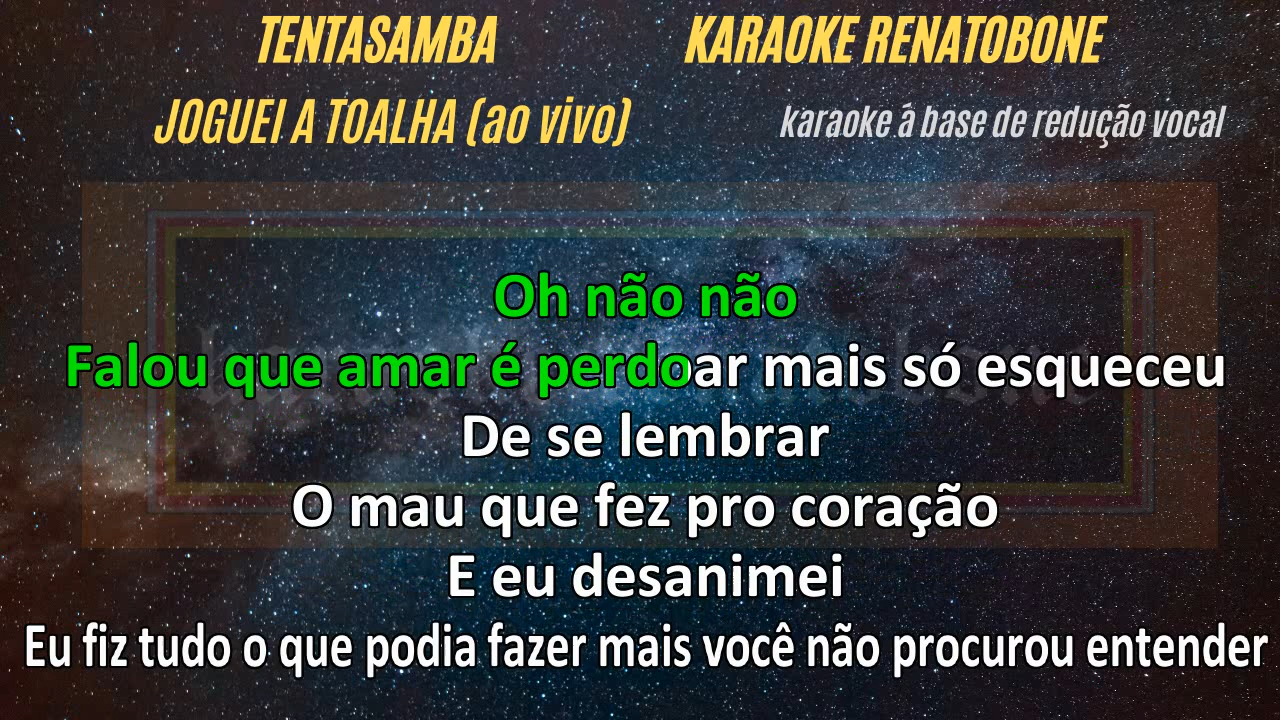 TENTASAMBA
KARAOKE RENATOBONE
JOGUEI A TOALHA (ao vivo)
karaoke á base de redução vocal
Oh não não
Falou que amar é perdoar mais só esqueceu
De se lembrar
O mau que fez pro coração
E eu desanimei
Eu fiz tudo o que podia fazer mais você não procurou entender